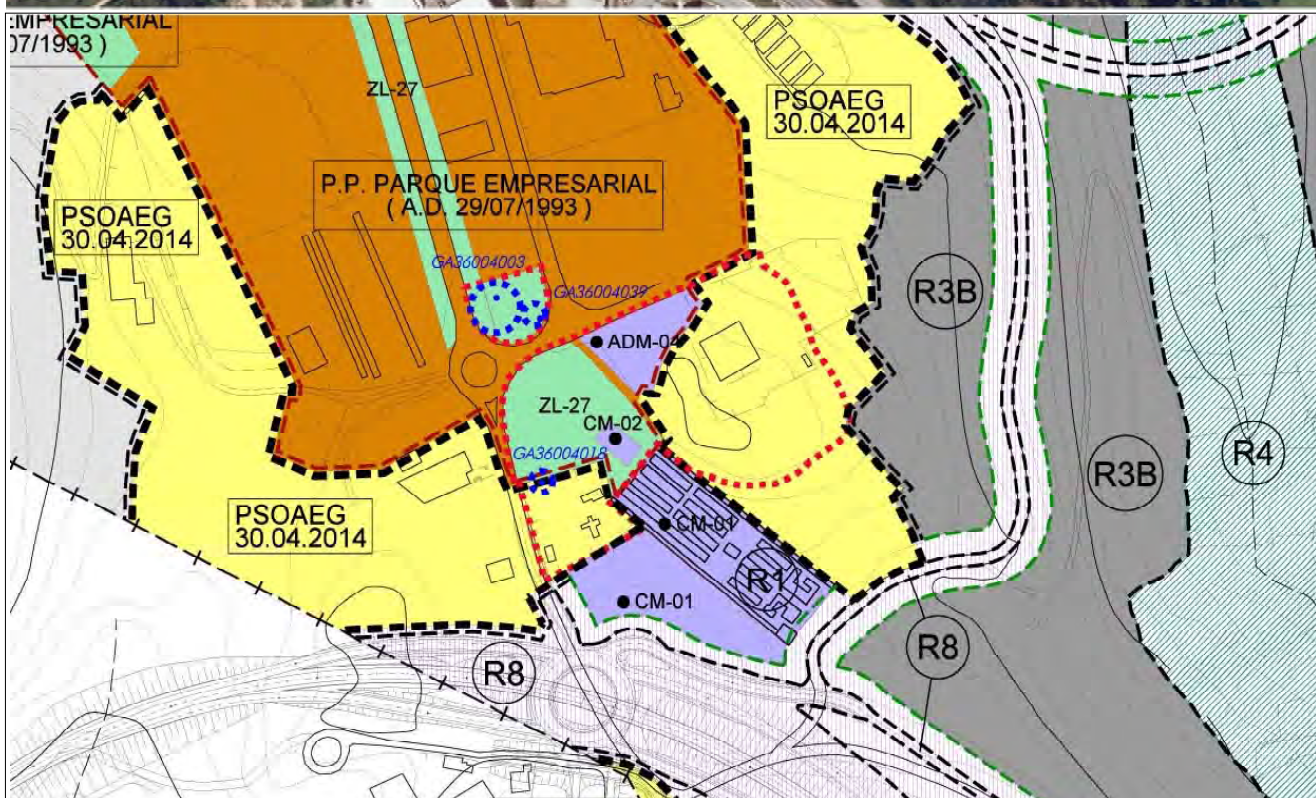 EMPRESARIAL
07/1993 )
ZL-27
PSOAEG
30.04.2014
P.P. PARQUE EMPRESARIAL
( A.D. 29/07/1993 )
PSOAEG
30.04.2014
GA36004003
GA36004039
R3B
ADM-04
ZL-27
CM-02
GA36004018
R3B
R4
PSOAEG
30.04.2014
CM-01
R1
CM-01
R8
R8